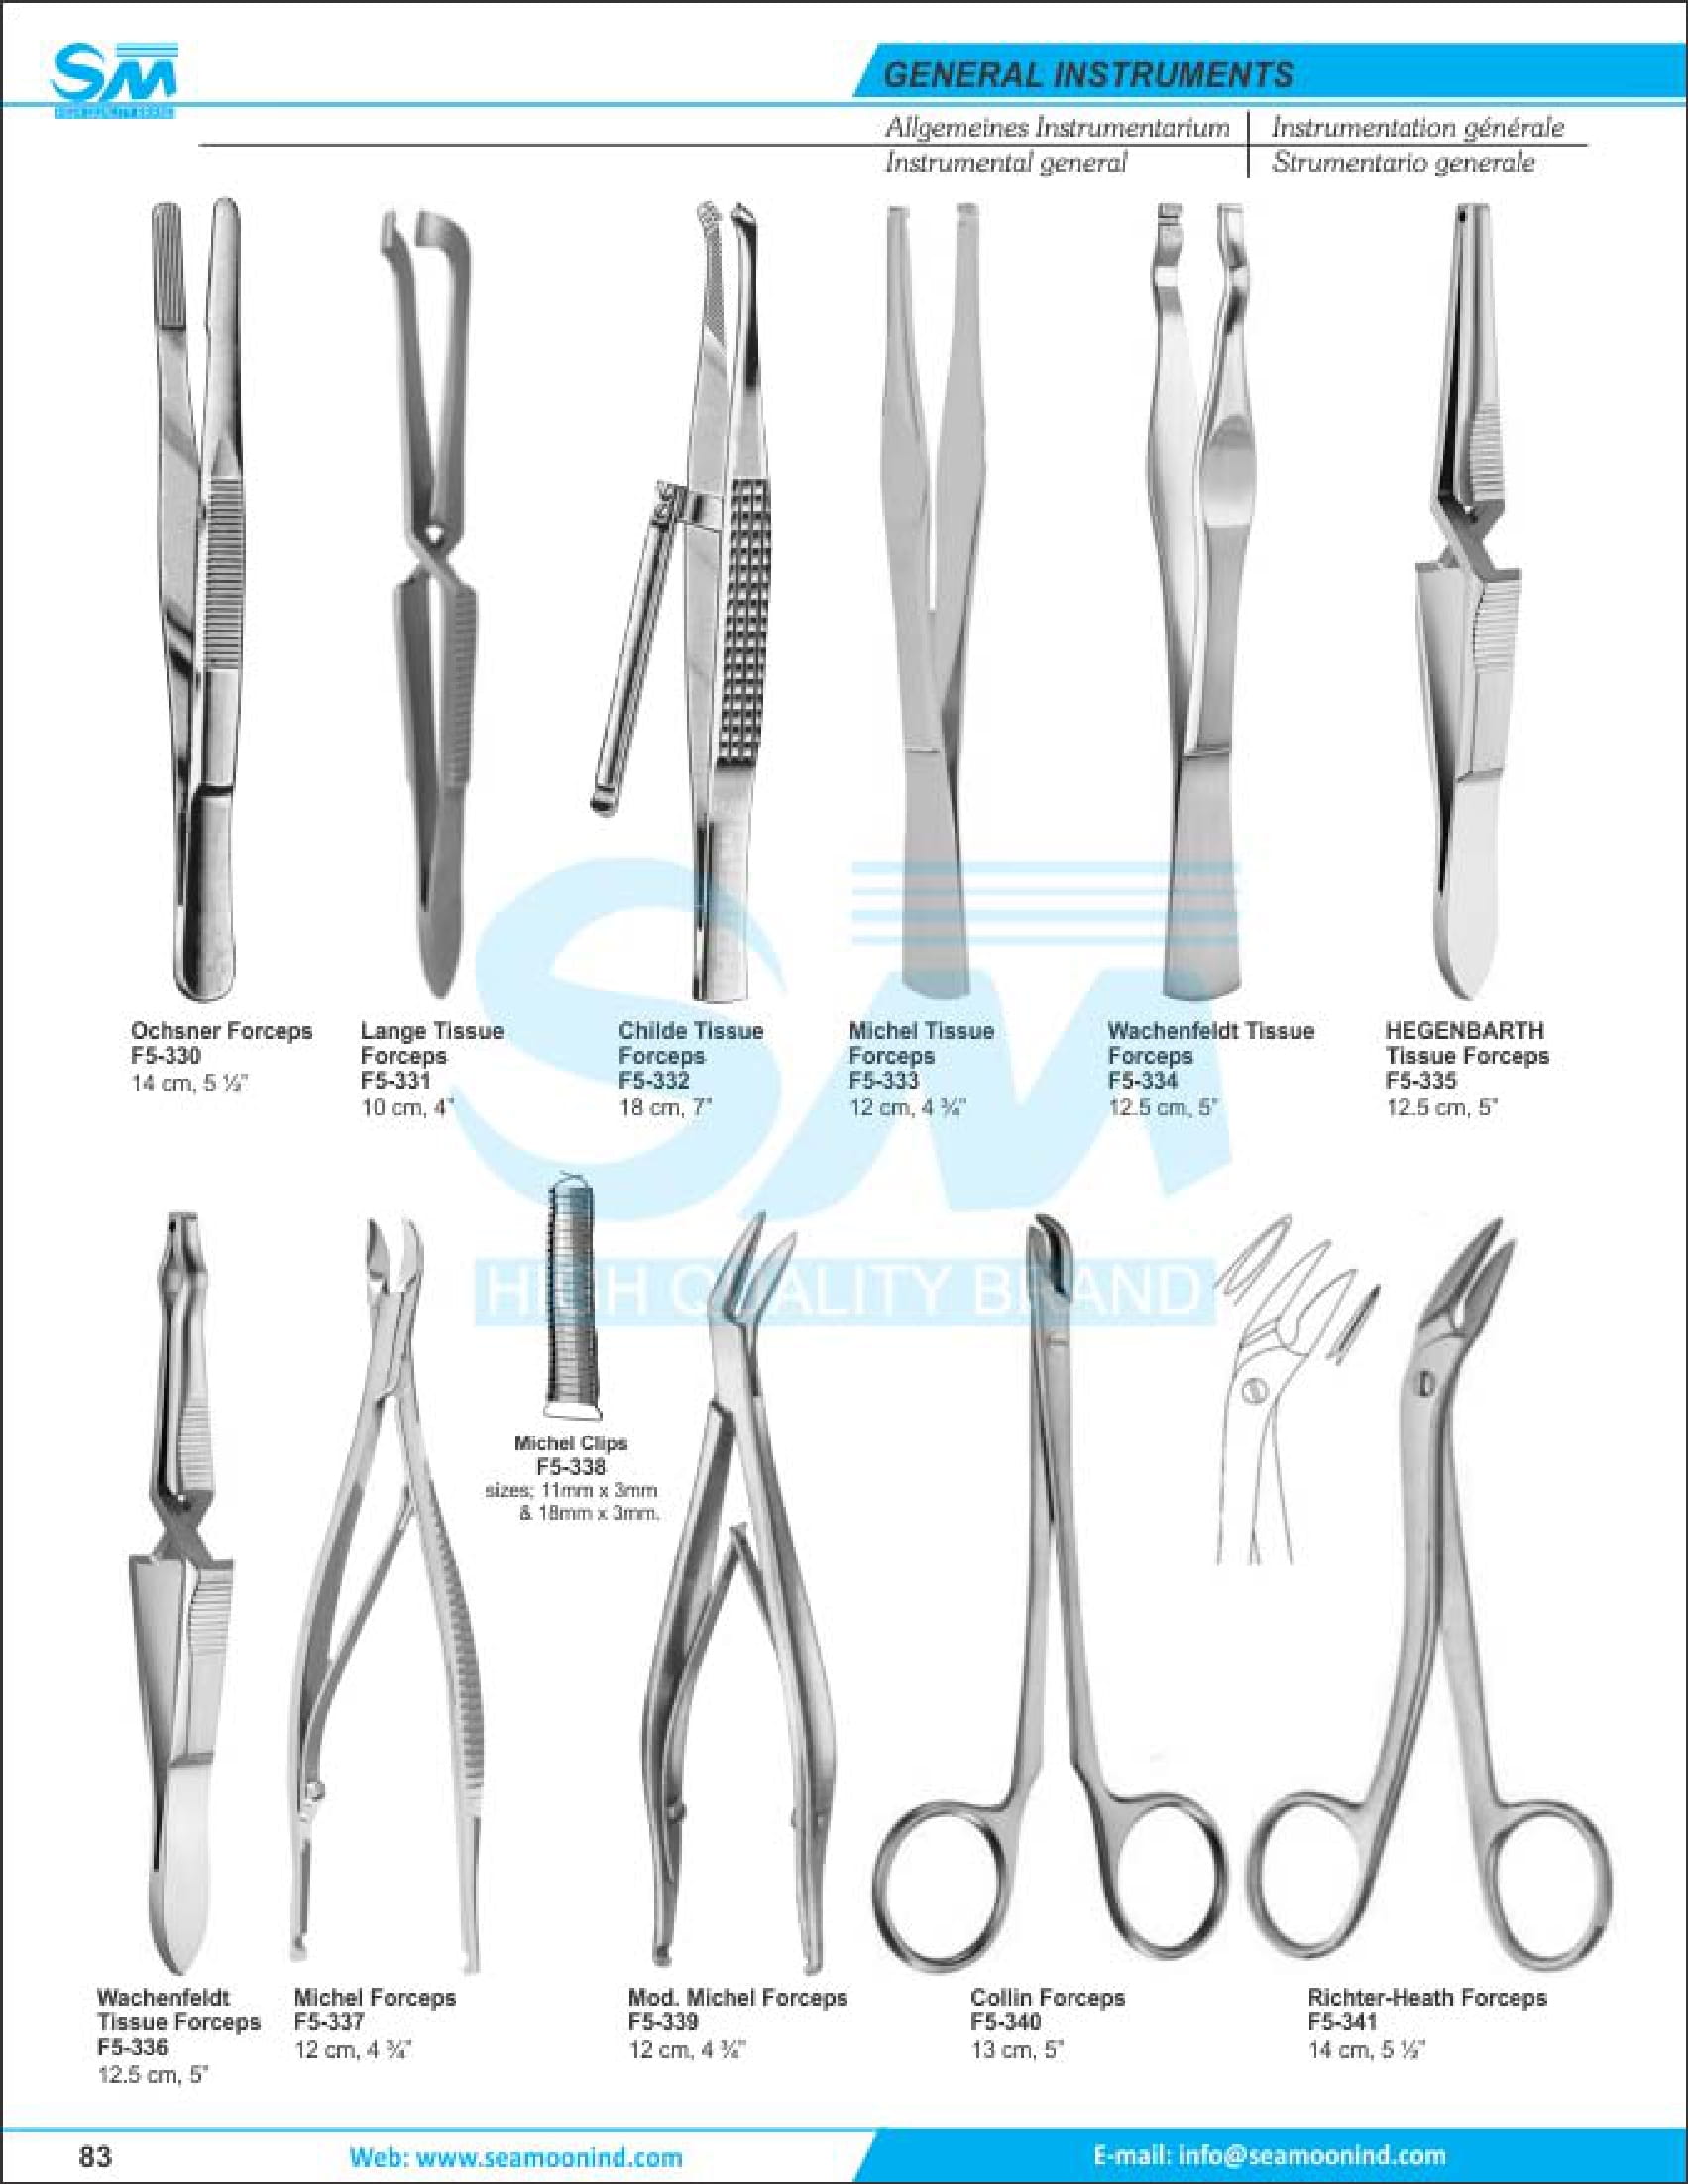 SM
HIGH QUALITY BRAND
GENERAL INSTRUMENTS
Allgemeines Instrumentarium
Instrumentation générale
Instrumental general
Strumentario generale
Ochsner Forceps
F5-330
14 cm, 5 ½"
Lange Tissue
Forceps
F5-331
10 cm, 4"
Childe Tissue
Forceps
F5-332
18 cm, 7"
Michel Tissue
Forceps
F5-333
12 cm, 4 ¾"
Wachenfeldt Tissue
Forceps
F5-334
12.5 cm, 5"
HEGENBARTH
Tissue Forceps
F5-335
12.5 cm, 5"
SM
HIGH QUALITY BRAND
Michel Clips
F5-338
sizes; 11mm x 3mm
& 18mm x 3mm.
Wachenfeldt
Tissue Forceps
F5-336
12.5 cm, 5"
Michel Forceps
F5-337
12 cm, 4 ¾"
Mod. Michel Forceps
F5-339
12 cm, 4 ¾"
Collin Forceps
F5-340
13 cm, 5"
Richter-Heath Forceps
F5-341
14 cm, 5 ½"
83
Web: www.seamoonind.com
E-mail: info@seamoonind.com